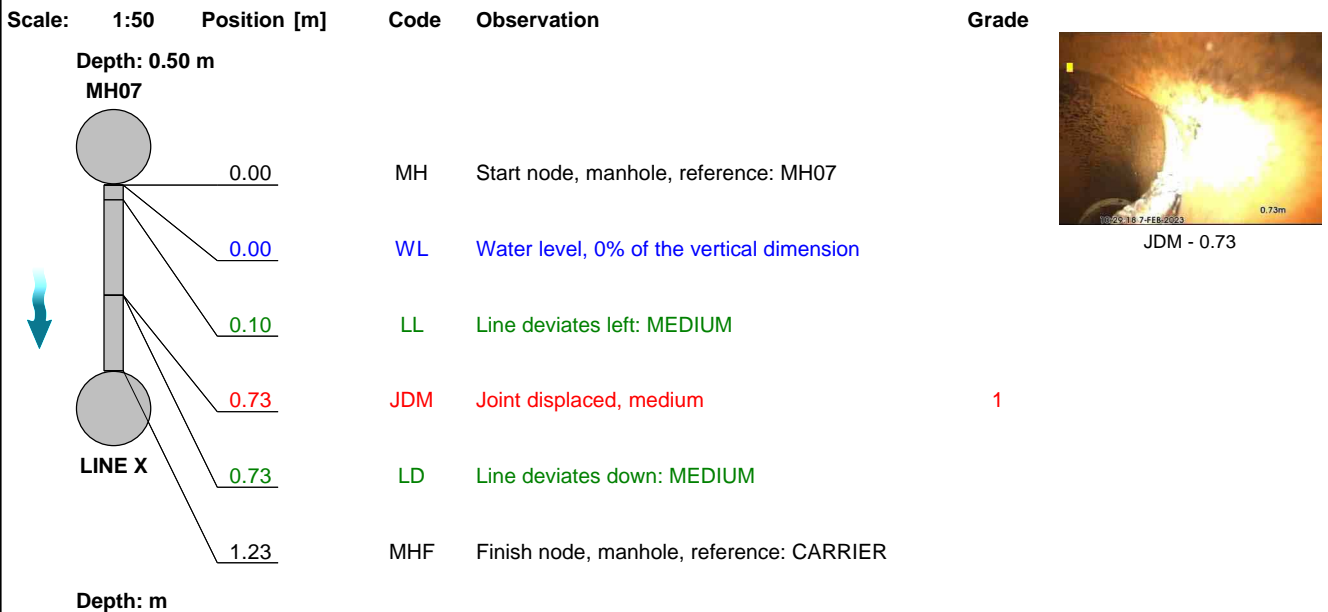 Scale: 1:50 Position [m] Code Observation Grade
Depth: 0.50 m
MH07
0.00 MH Start node, manhole, reference: MH07
0.00 WL Water level, 0% of the vertical dimension
0.10 LL Line deviates left: MEDIUM
0.73 JDM Joint displaced, medium 1
LINE X
0.73 LD Line deviates down: MEDIUM
1.23 MHF Finish node, manhole, reference: CARRIER
Depth: m
0.73m
7-FEB-2023
JDM - 0.73